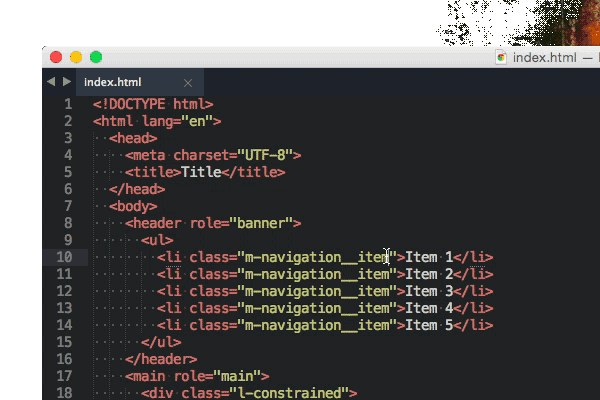 index.html —
index.html ×
1 <!DOCTYPE html>
2 <html lang="en">
3 <head>
4 <meta charset="UTF-8">
5 <title>Title</title>
6 </head>
7 <body>
8 <header role="banner">
9 <ul>
10 <li class="m-navigation__item">Item 1</li>
11 <li class="m-navigation__item">Item 2</li>
12 <li class="m-navigation__item">Item 3</li>
13 <li class="m-navigation__item">Item 4</li>
14 <li class="m-navigation__item">Item 5</li>
15 </ul>
16 </header>
17 <main role="main">
18 <div class="l-constrained">